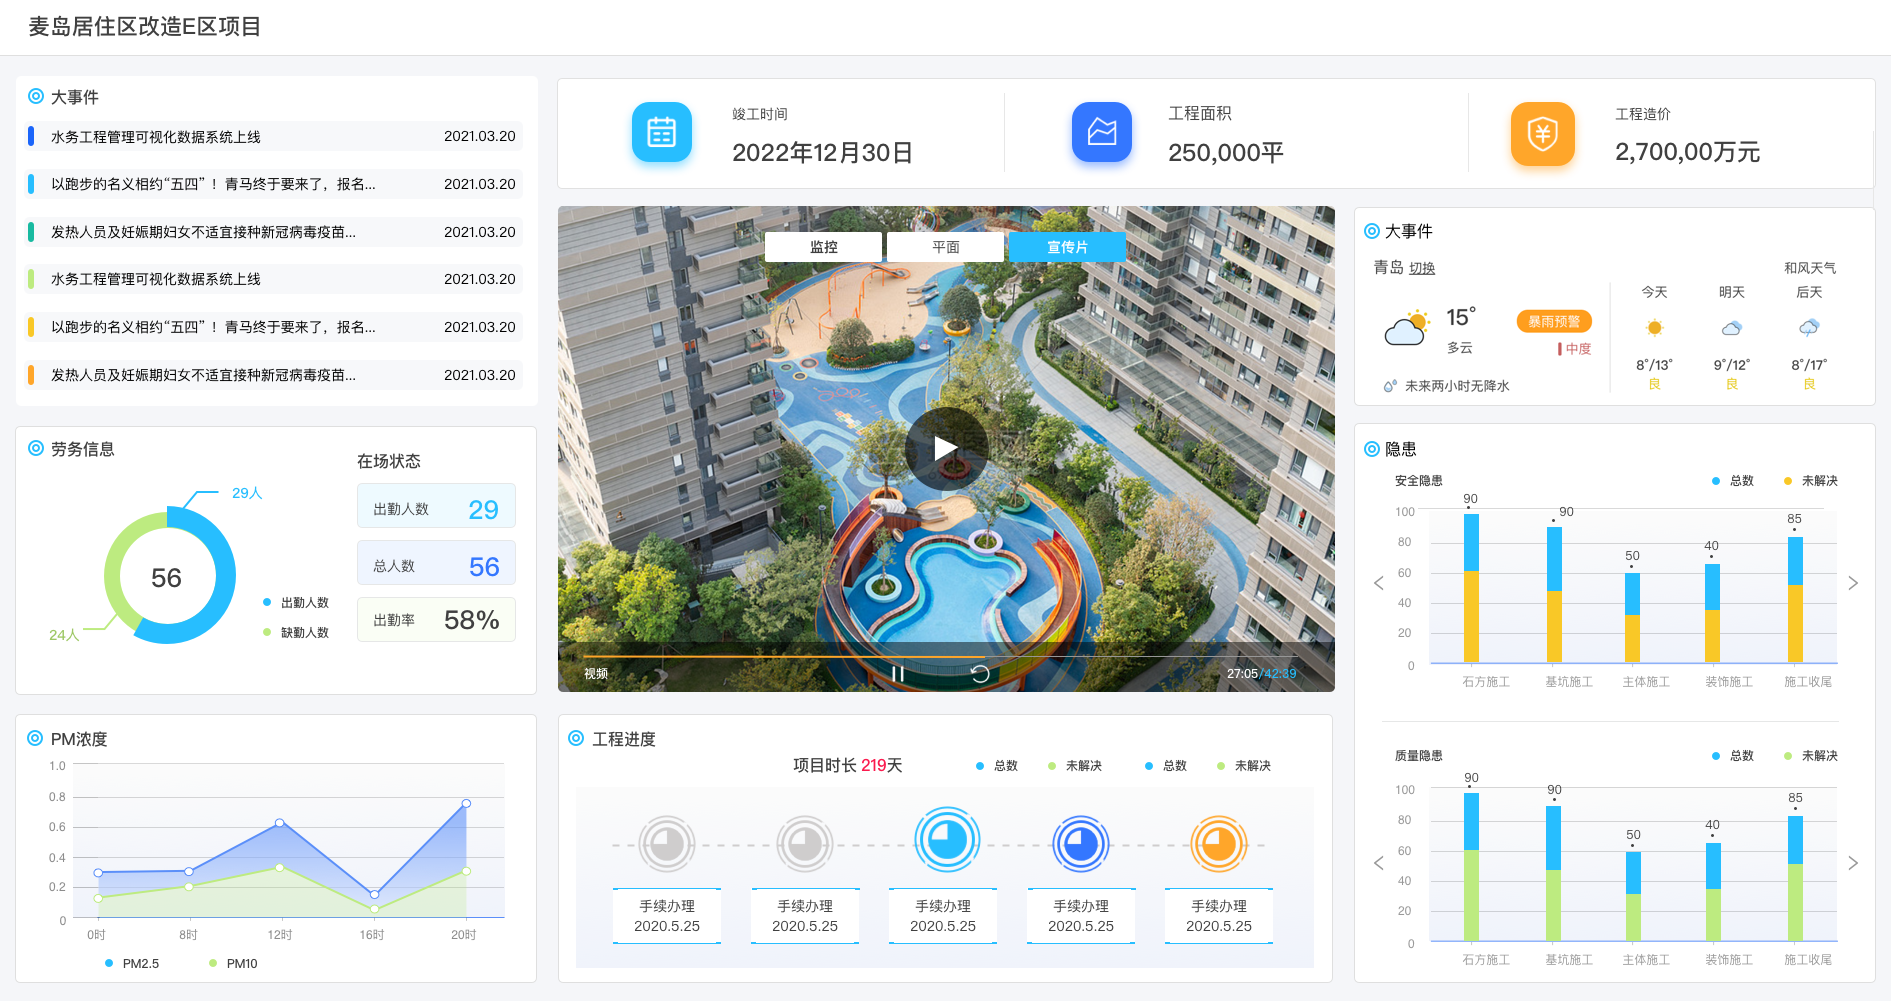 麦岛居住区改造E区项目
大事件
水务工程管理可视化数据系统上线 2021.03.20
以跑步的名义相约“五四”！青马终于要来了，报名... 2021.03.20
发热人员及妊娠期妇女不适宜接种新冠病毒疫苗... 2021.03.20
水务工程管理可视化数据系统上线 2021.03.20
以跑步的名义相约“五四”！青马终于要来了，报名... 2021.03.20
发热人员及妊娠期妇女不适宜接种新冠病毒疫苗... 2021.03.20
竣工时间
2022年12月30日
工程面积
250,000平
工程造价
2,700,00万元
监控 平面 宣传片
视频
27:05/42:39
大事件
青岛 切换
和风天气
15°
多云
暴雨预警
中度
未来两小时无降水
今天 明天 后天
8°/13° 9°/12° 8°/17°
良 良 良
劳务信息
29人
56
24人
出勤人数
缺勤人数
在场状态
出勤人数 29
总人数 56
出勤率 58%
隐患
安全隐患
总数 未解决
90 90 50 40 85
100
80
60
40
20
0
石方施工 基坑施工 主体施工 装饰施工 施工收尾
质量隐患
总数 未解决
90 90 50 40 85
100
80
60
40
20
0
石方施工 基坑施工 主体施工 装饰施工 施工收尾
PM浓度
1.0
0.8
0.6
0.4
0.2
0
0时 8时 12时 16时 20时
PM2.5 PM10
工程进度
项目时长 219天
总数 未解决 总数 未解决
手续办理 手续办理 手续办理 手续办理 手续办理
2020.5.25 2020.5.25 2020.5.25 2020.5.25 2020.5.25